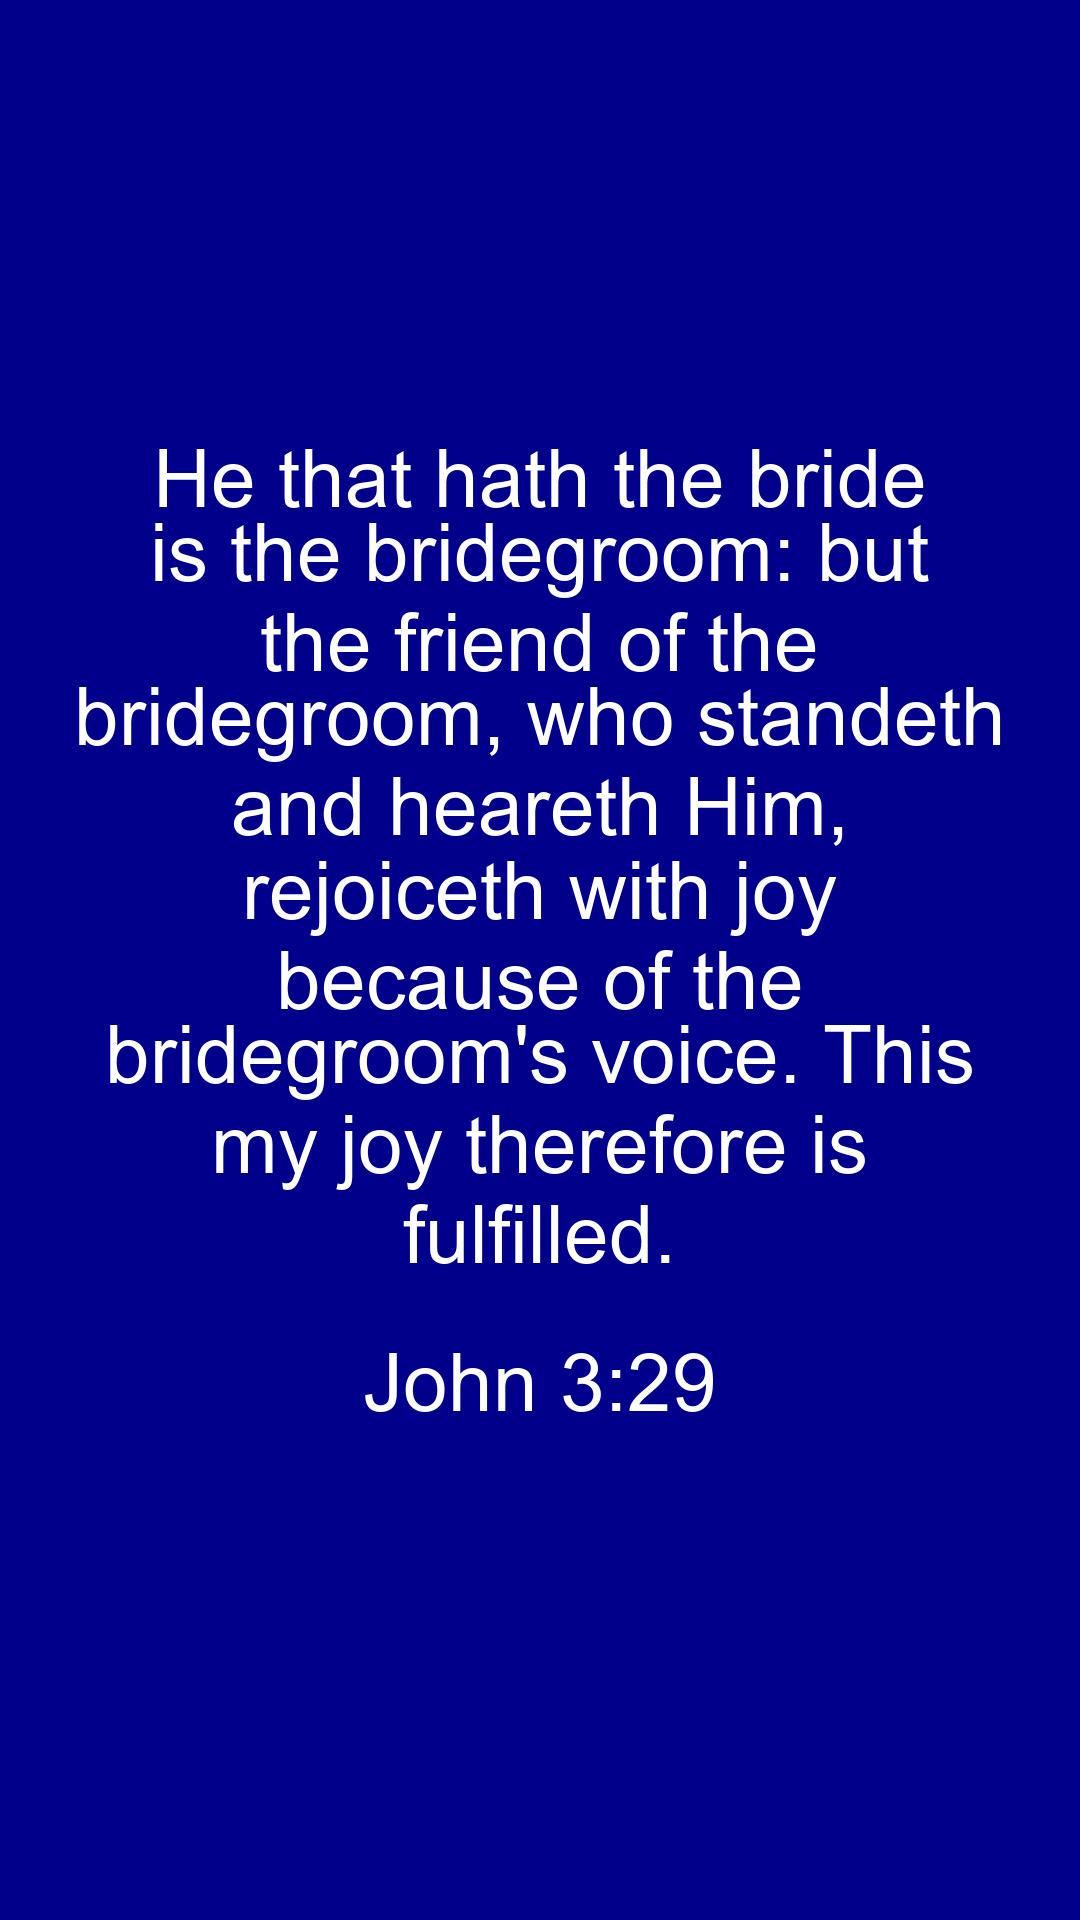 He that hath the bride
is the bridegroom: but
the friend of the
bridegroom, who standeth
and heareth Him,
rejoiceth with joy
because of the
bridegroom's voice. This
my joy therefore is
fulfilled.
John 3:29